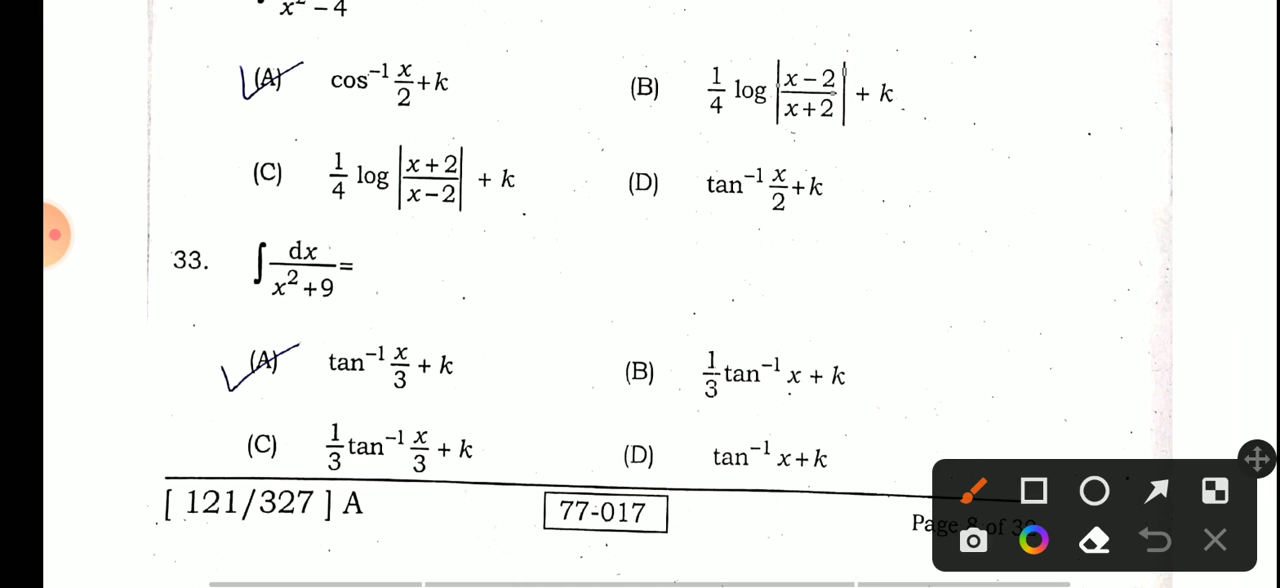 x² − 4
(A) cos⁻¹ x/2 + k (B) 1/4 log |x − 2 / x + 2| + k
(C) 1/4 log |x + 2 / x − 2| + k (D) tan⁻¹ x/2 + k
33. ∫ dx / x² + 9 =
(A) tan⁻¹ x/3 + k (B) 1/3 tan⁻¹ x + k
(C) 1/3 tan⁻¹ x/3 + k (D) tan⁻¹ x + k
[ 121/327 ] A 77-017 Page 8 of